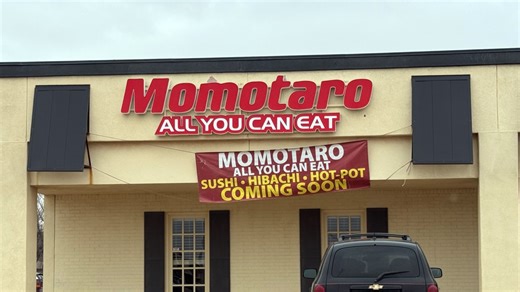 Momotaro
ALL YOU CAN EAT
MOMOTARO
ALL YOU CAN EAT
SUSHI • HIBACHI • HOT-POT
COMING SOON